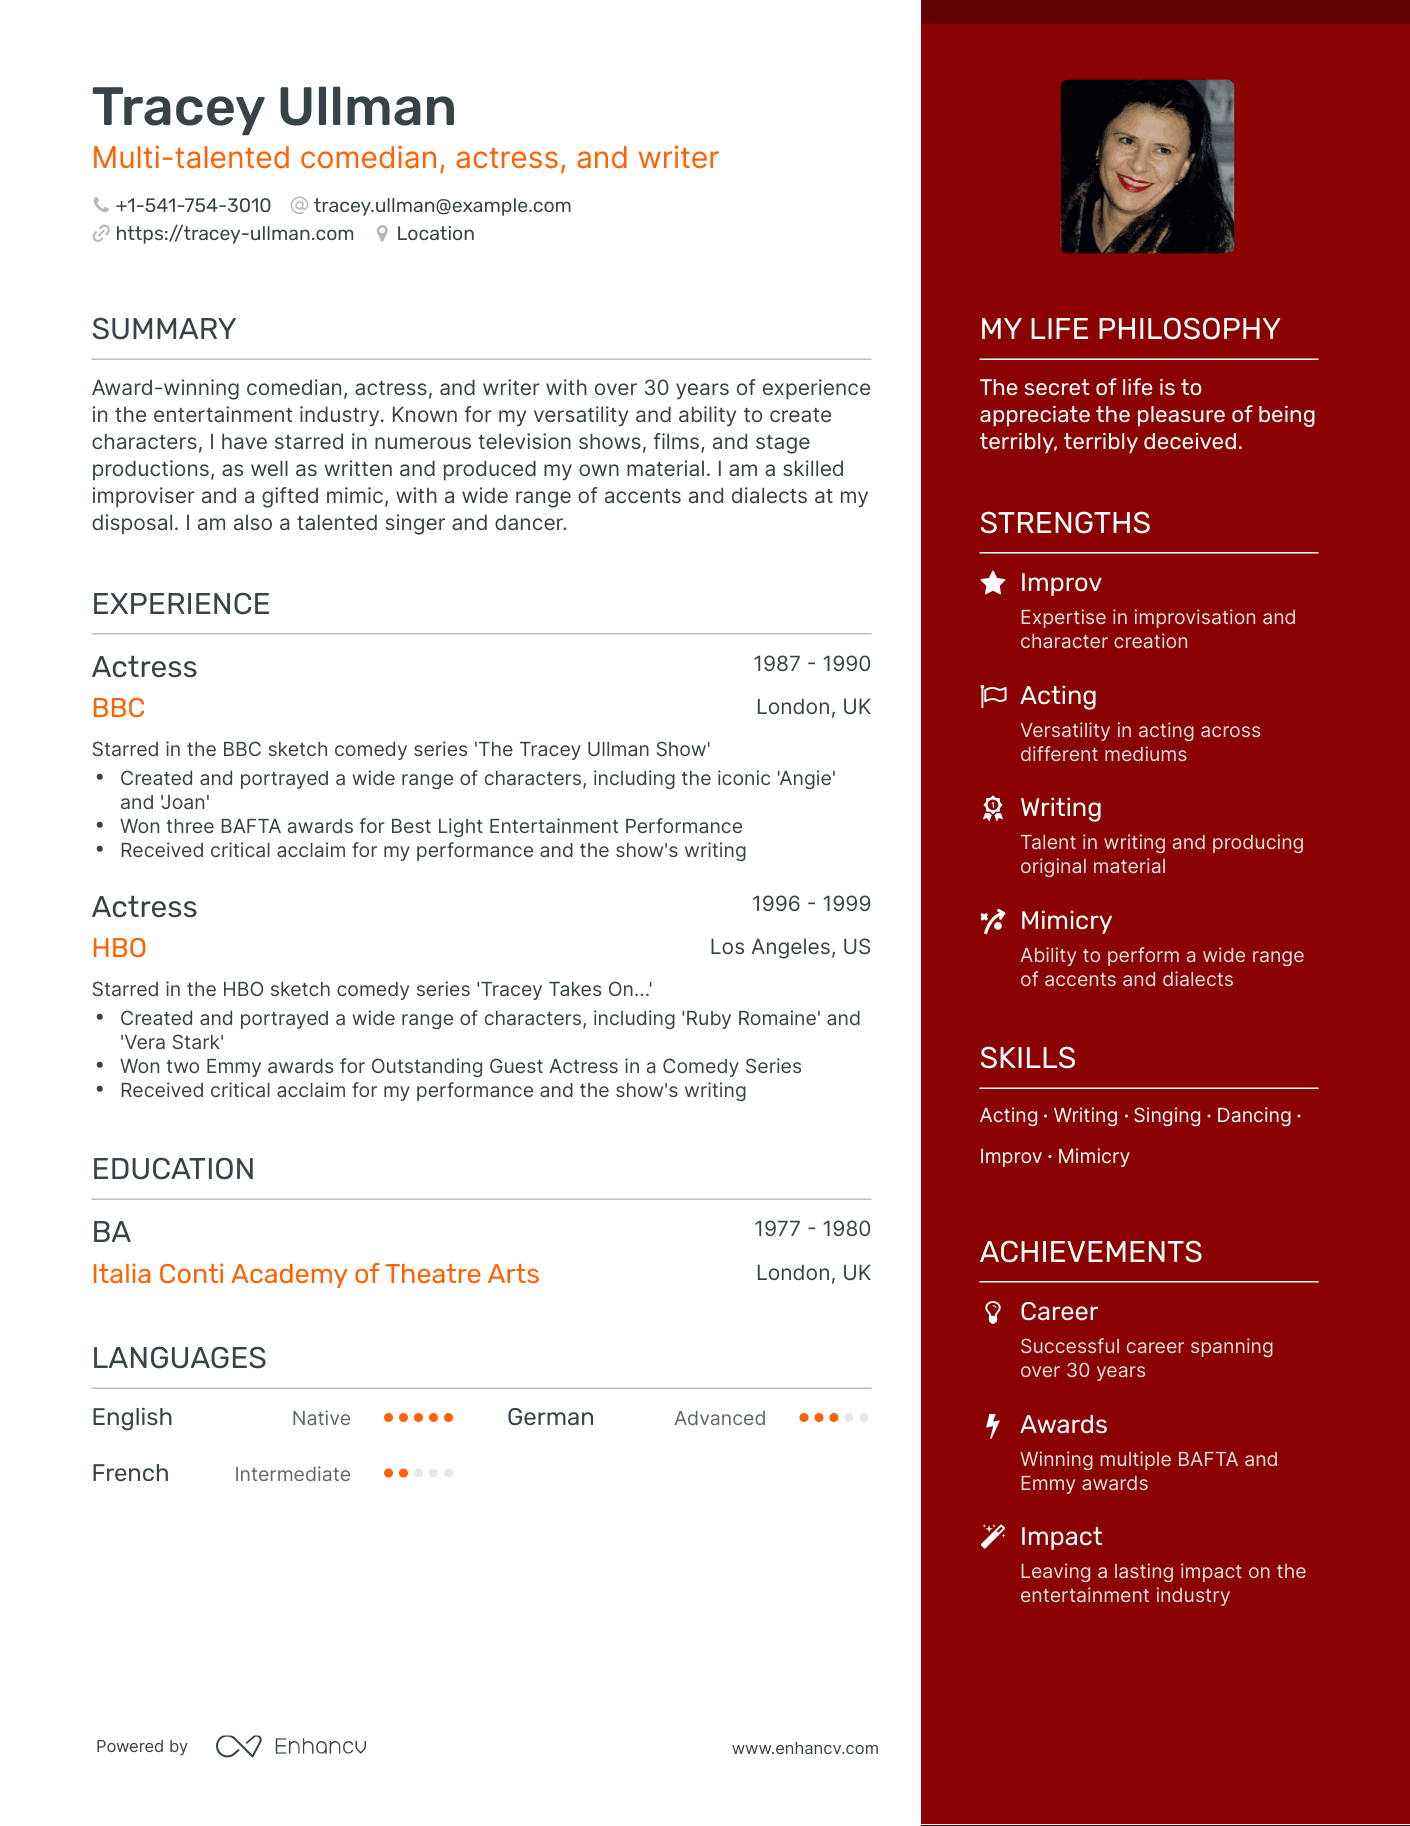 Tracey Ullman
Multi-talented comedian, actress, and writer
+1-541-754-3010 @ tracey.ullman@example.com
https://tracey-ullman.com Location
SUMMARY
Award-winning comedian, actress, and writer with over 30 years of experience
in the entertainment industry. Known for my versatility and ability to create
characters, I have starred in numerous television shows, films, and stage
productions, as well as written and produced my own material. I am a skilled
improviser and a gifted mimic, with a wide range of accents and dialects at my
disposal. I am also a talented singer and dancer.
EXPERIENCE
Actress 1987 - 1990
BBC London, UK
Starred in the BBC sketch comedy series 'The Tracey Ullman Show'
• Created and portrayed a wide range of characters, including the iconic 'Angie'
and 'Joan'
• Won three BAFTA awards for Best Light Entertainment Performance
• Received critical acclaim for my performance and the show's writing
Actress 1996 - 1999
HBO Los Angeles, US
Starred in the HBO sketch comedy series 'Tracey Takes On...'
• Created and portrayed a wide range of characters, including 'Ruby Romaine' and
'Vera Stark'
• Won two Emmy awards for Outstanding Guest Actress in a Comedy Series
• Received critical acclaim for my performance and the show's writing
EDUCATION
BA 1977 - 1980
Italia Conti Academy of Theatre Arts London, UK
LANGUAGES
English Native German Advanced
French Intermediate
Powered by Enhancv www.enhancv.com
MY LIFE PHILOSOPHY
The secret of life is to
appreciate the pleasure of being
terribly, terribly deceived.
STRENGTHS
Improv
Expertise in improvisation and
character creation
Acting
Versatility in acting across
different mediums
Writing
Talent in writing and producing
original material
Mimicry
Ability to perform a wide range
of accents and dialects
SKILLS
Acting · Writing · Singing · Dancing ·
Improv · Mimicry
ACHIEVEMENTS
Career
Successful career spanning
over 30 years
Awards
Winning multiple BAFTA and
Emmy awards
Impact
Leaving a lasting impact on the
entertainment industry